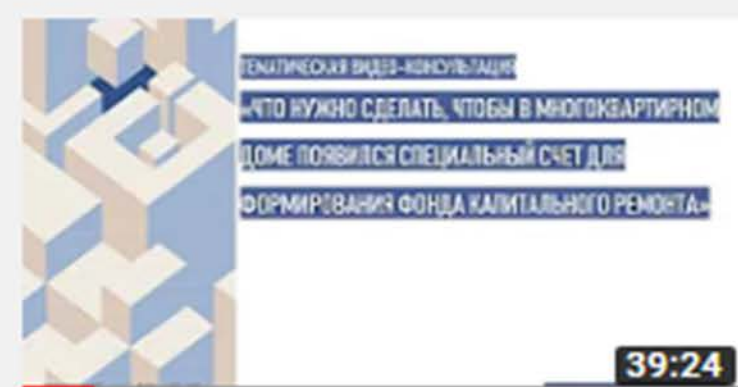 ТЕМАТИЧЕСКАЯ ВИДЕО-КОНСУЛЬТАЦИЯ
«ЧТО НУЖНО СДЕЛАТЬ, ЧТОБЫ В МНОГОКВАРТИРНОМ
ДОМЕ ПОЯВИЛСЯ СПЕЦИАЛЬНЫЙ СЧЕТ ДЛЯ
ФОРМИРОВАНИЯ ФОНДА КАПИТАЛЬНОГО РЕМОНТА»
39:24